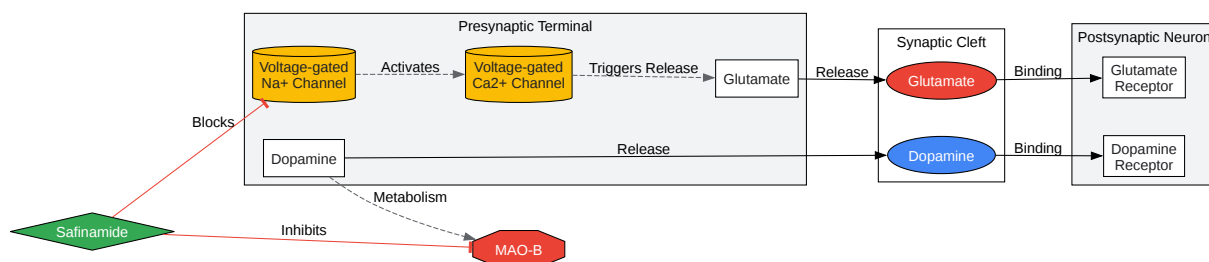 Presynaptic Terminal
Voltage-gated
Na+ Channel
Activates
Voltage-gated
Ca2+ Channel
Triggers Release
Glutamate
Release
Synaptic Cleft
Glutamate
Binding
Postsynaptic Neuron
Glutamate
Receptor
Blocks
Dopamine
Release
Dopamine
Binding
Dopamine
Receptor
Metabolism
Safinamide
Inhibits
MAO-B